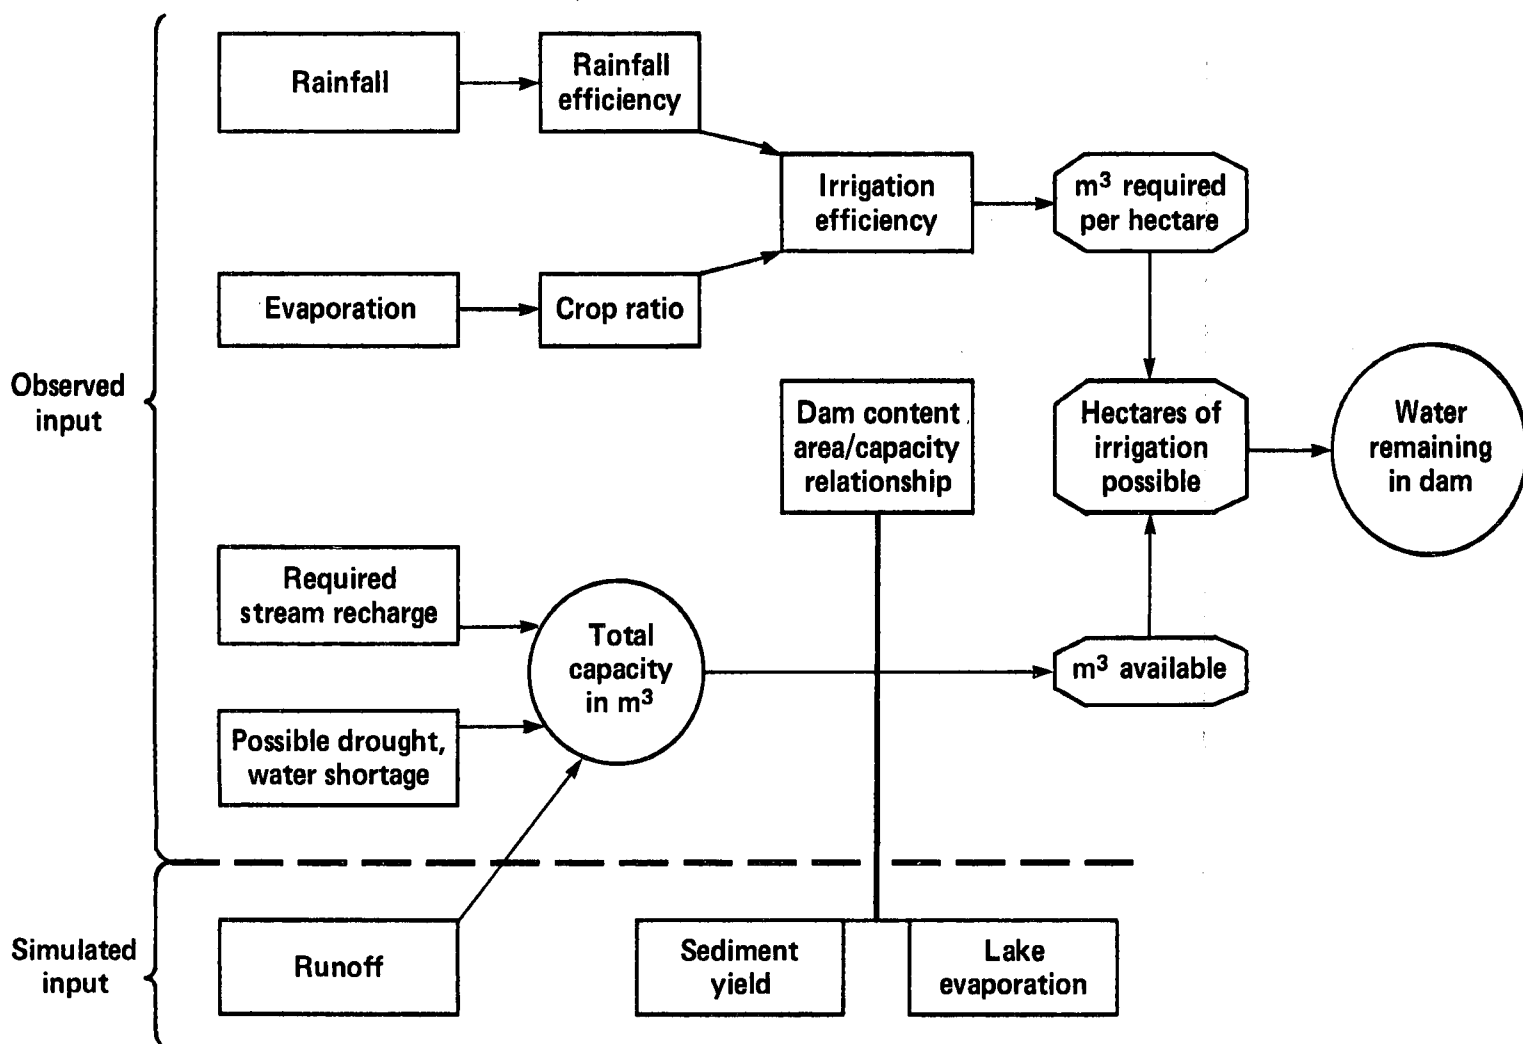 Rainfall
Rainfall
efficiency
Irrigation
efficiency
m³ required
per hectare
Evaporation
Crop ratio
Observed
input
Dam content
area/capacity
relationship
Hectares of
irrigation
possible
Water
remaining
in dam
Required
stream recharge
Total
capacity
in m³
m³ available
Possible drought,
water shortage
Simulated
input
Runoff
Sediment
yield
Lake
evaporation